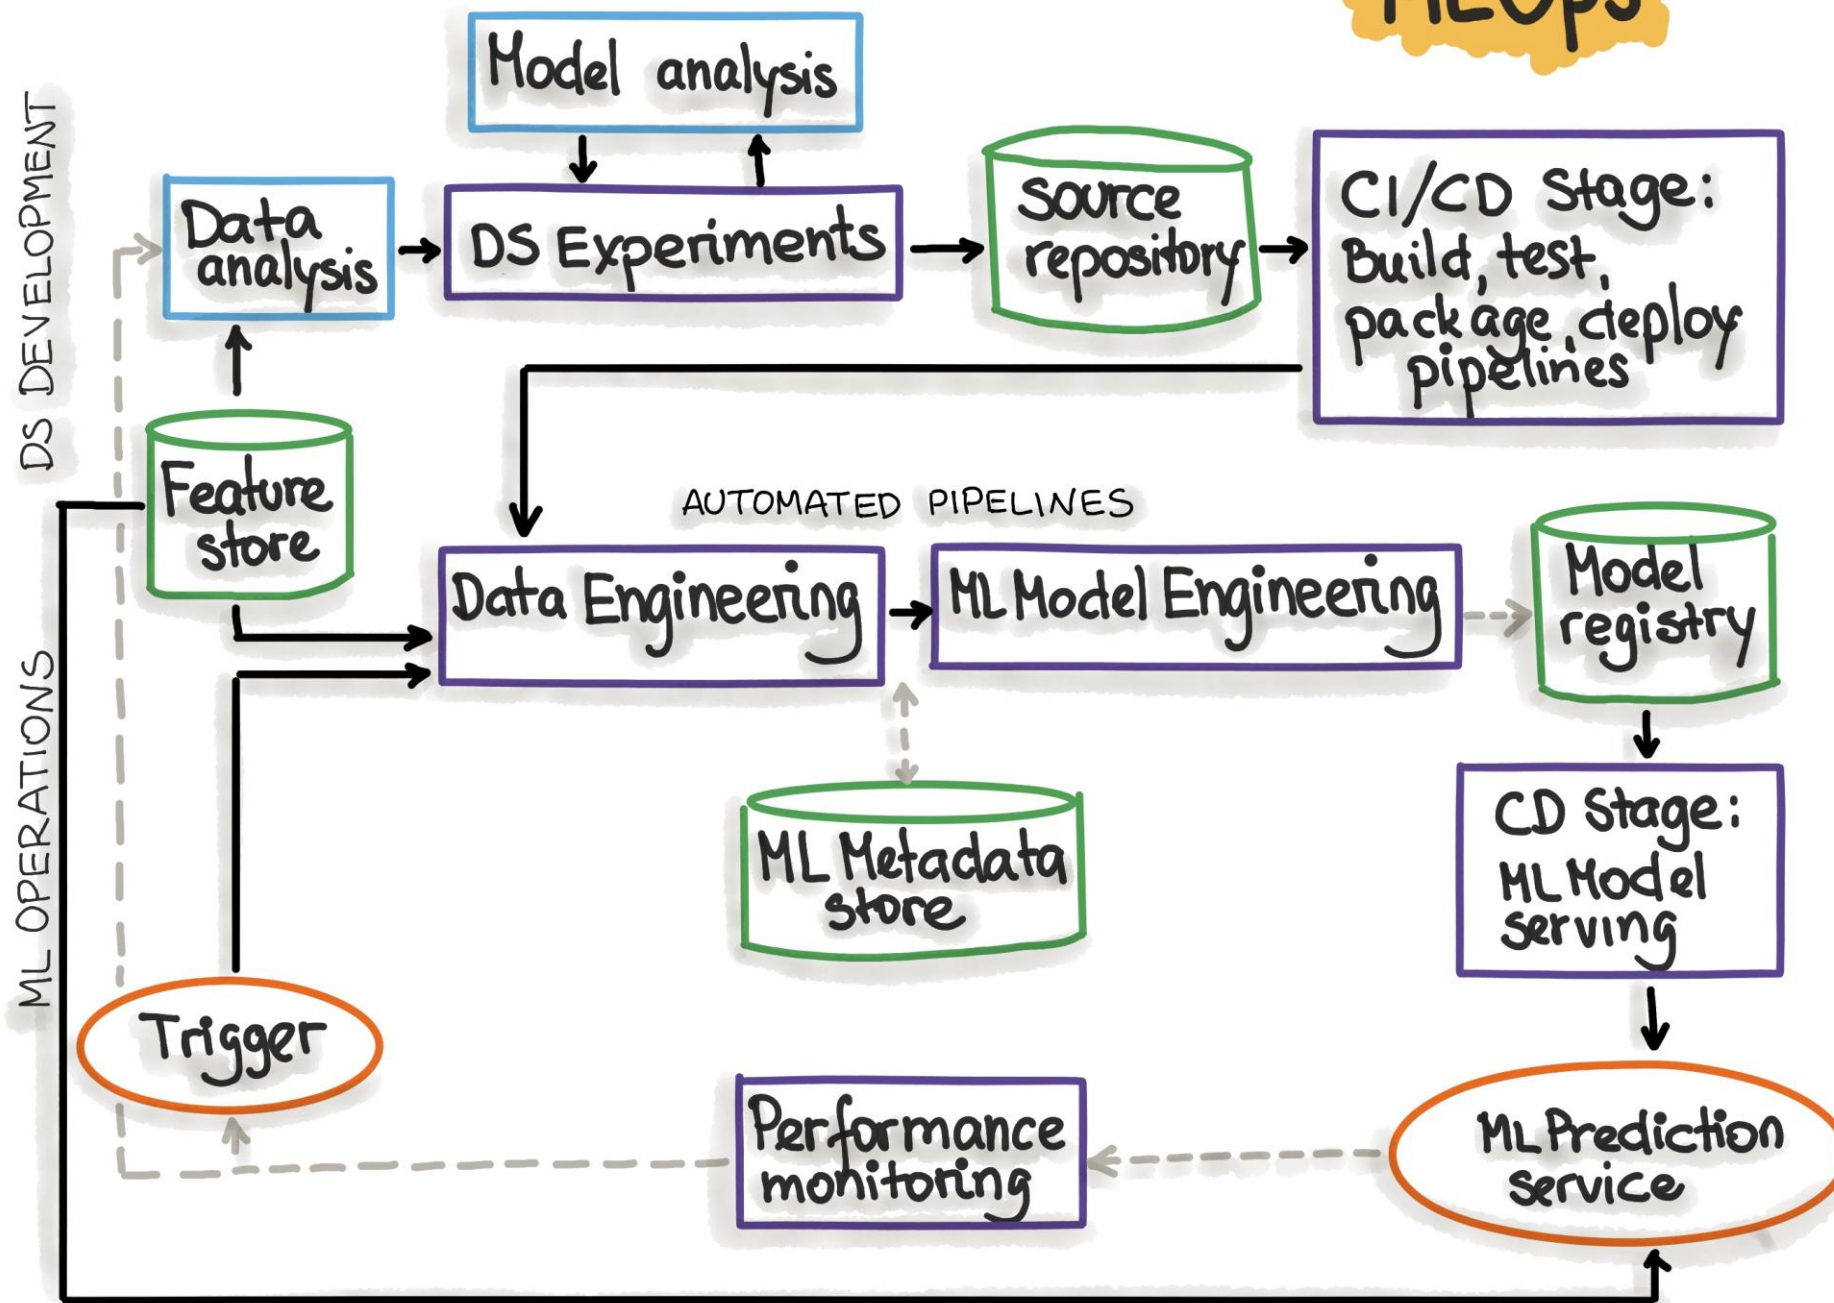 MLOps
Model analysis
DS DEVELOPMENT
Data
analysis
DS Experiments
source
repository
CI/CD Stage:
Build, test,
package, deploy
pipelines
Feature
store
AUTOMATED PIPELINES
Data Engineering
ML Model Engineering
Model
registry
ML OPERATIONS
ML Metadata
store
CD Stage:
ML Model
serving
Trigger
Performance
monitoring
ML Prediction
service